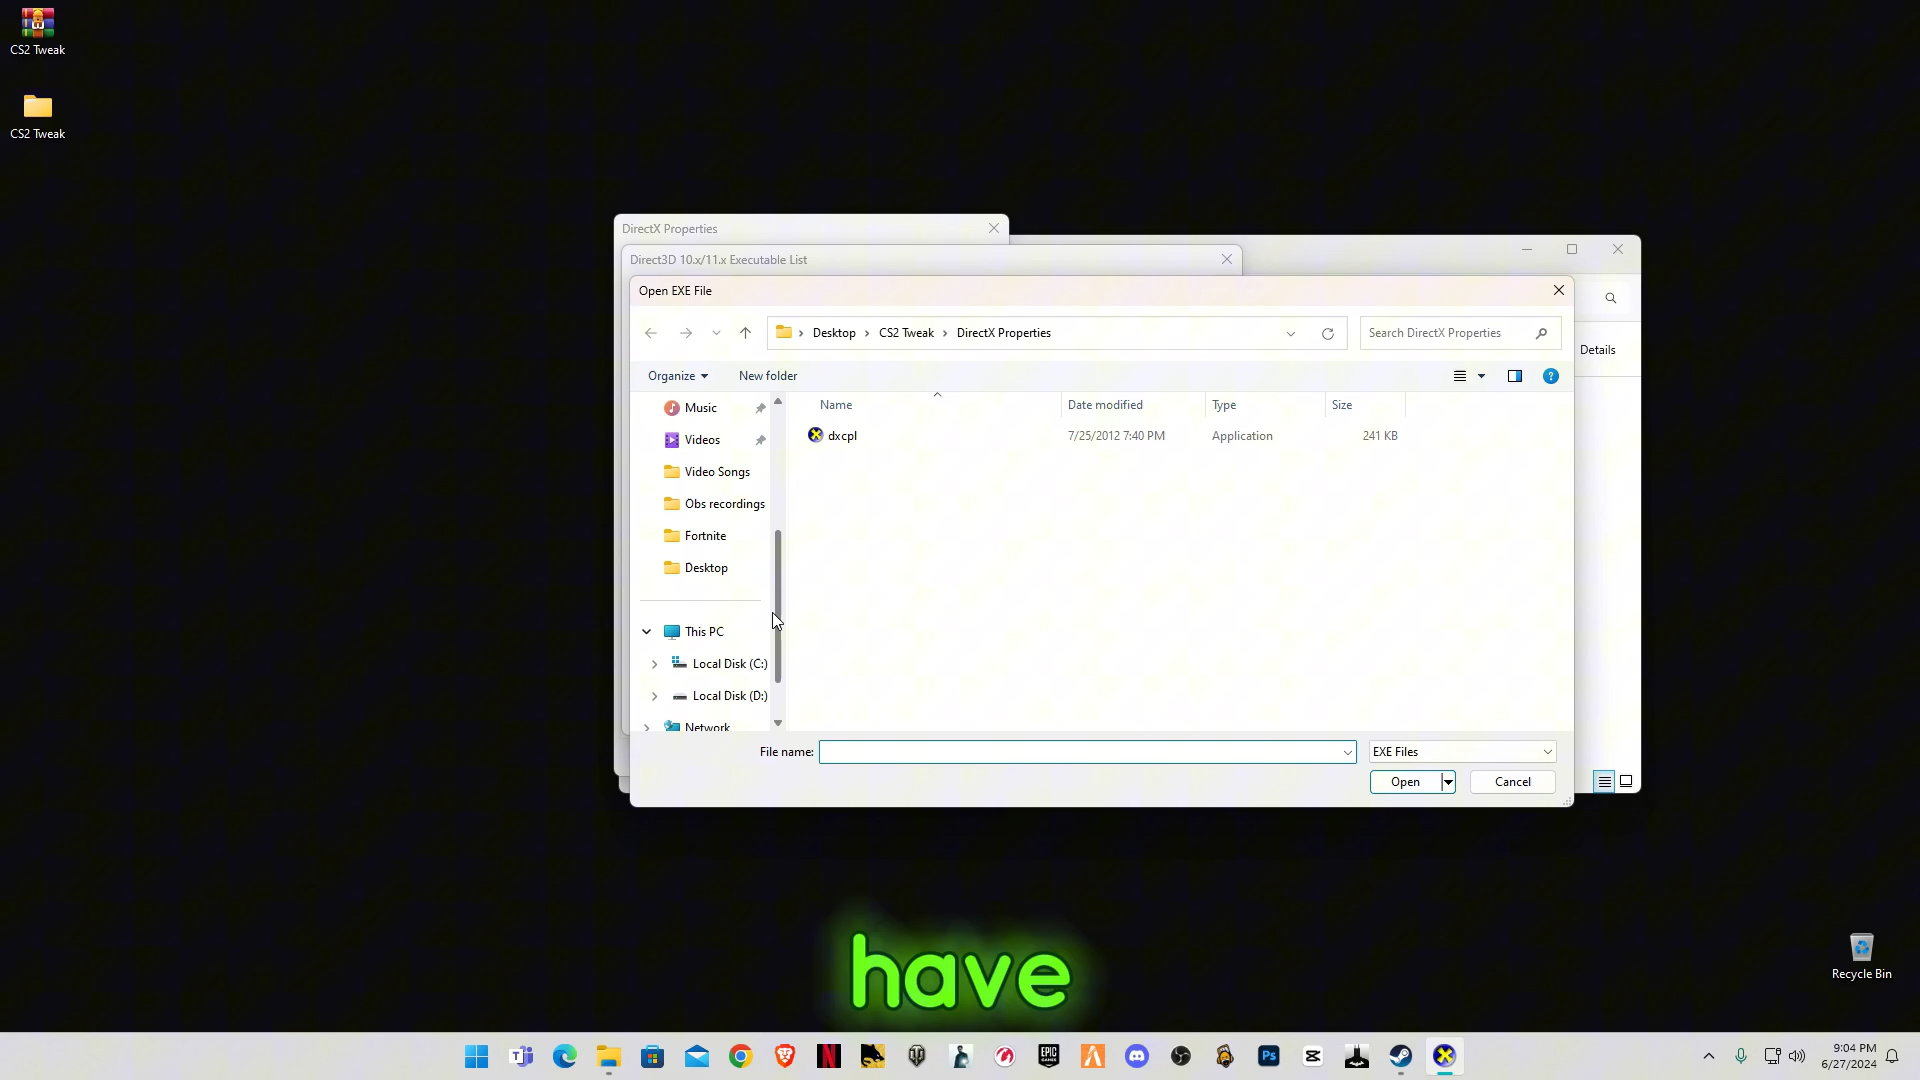 CS2 Tweak
CS2 Tweak
DirectX Properties
Direct3D 10.x/11.x Executable List
Open EXE File
Desktop
CS2 Tweak
DirectX Properties
Search DirectX Properties
Details
Organize
New folder
Name
Date modified
Type
Size
dxcpl
7/25/2012 7:40 PM
Application
241 KB
Music
Videos
Video Songs
Obs recordings
Fortnite
Desktop
This PC
Local Disk (C:)
Local Disk (D:)
Network
File name:
EXE Files
Open
Cancel
have
Recycle Bin
EPIC
GAMES
Ps
9:04 PM
6/27/2024